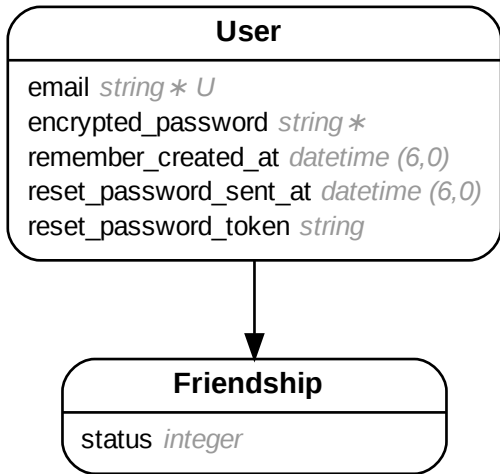 User
email string ∗ U
encrypted_password string ∗
remember_created_at datetime (6,0)
reset_password_sent_at datetime (6,0)
reset_password_token string
Friendship
status integer